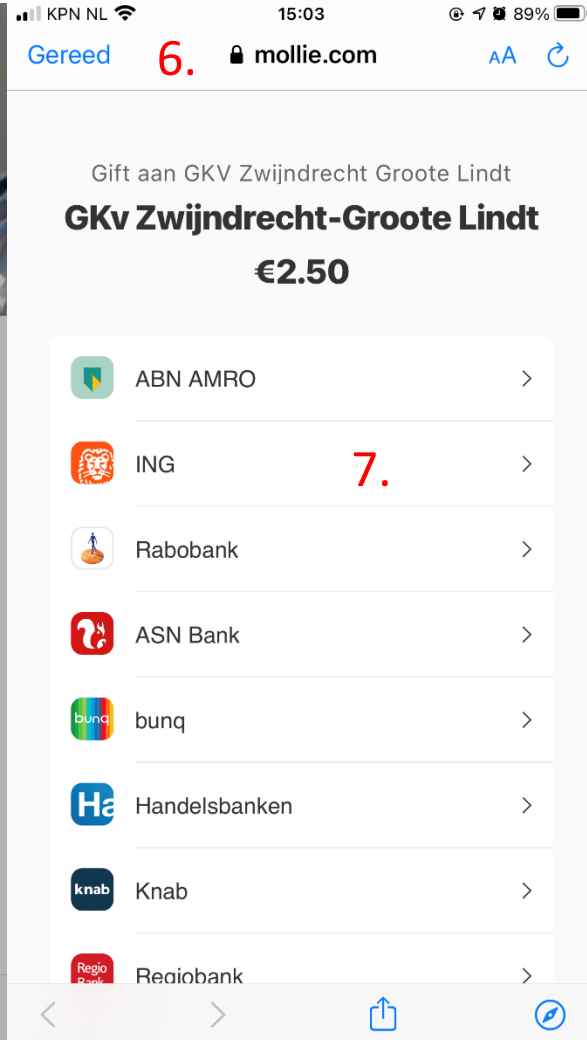 KPN NL 15:03 89%
Gereed 6. mollie.com AA
Gift aan GKV Zwijndrecht Groote Lindt
GKv Zwijndrecht-Groote Lindt
€2.50
ABN AMRO
ING 7.
Rabobank
ASN Bank
bunq bunq
Ha Handelsbanken
knab Knab
Regio
Bank Regiobank